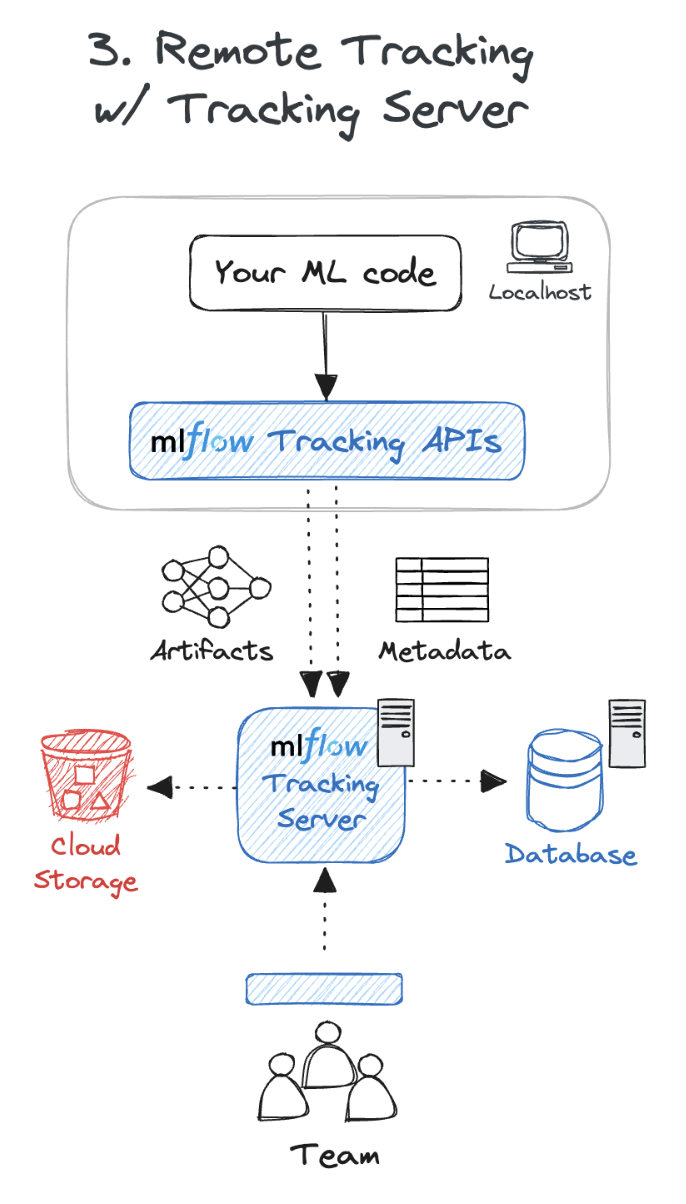 3. Remote Tracking
w/ Tracking Server
Your ML code
Localhost
mlflow Tracking APIs
Artifacts
Metadata
mlflow
Tracking
Server
Cloud
Storage
Database
Team